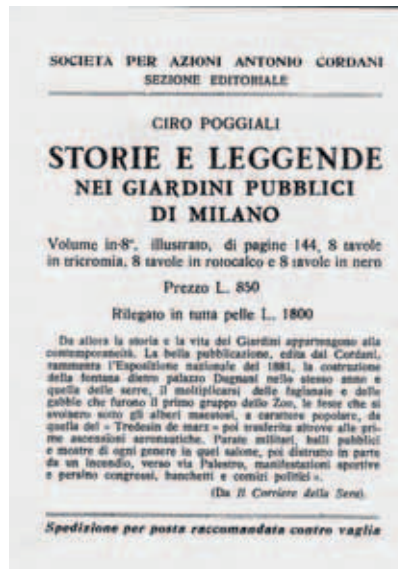 SOCIETA PER AZIONI ANTONIO CORDANI
SEZIONE EDITORIALE
CIRO POGGIALI
STORIE E LEGGENDE
NEI GIARDINI PUBBLICI
DI MILANO
Volume in-8°, illustrato, di pagine 144, 8 tavole
in tricromia, 8 tavole in rotocalco e 8 tavole in nero
Prezzo L. 850
Rilegato in tutta pelle L. 1800
Da allora la storia e la vita dei Giardini appartengono alla
contemporaneità. La bella pubblicazione, edita dal Cordani,
rammenta l'Esposizione nazionale del 1881, la costruzione
della fontana dietro palazzo Dugnani nello stesso anno e
quella delle serre, il moltiplicarsi delle fagianaie e delle
gabbie che furono il primo gruppo dello Zoo, le feste che si
svolsero sotto gli alberi maestosi, a carattere popolare, da
quella del « Tredesin de marz » poi trasferita altrove alle pri-
me ascensioni aeronautiche. Parate militari, balli pubblici
e mostre di ogni genere in quel salone, poi distrutto in parte
da un incendio, verso via Palestro, manifestazioni sportive
e persino congressi, banchetti e comizi politici ».
(Da Il Corriere della Sera).
Spedizione per posta raccomandata contro vaglia